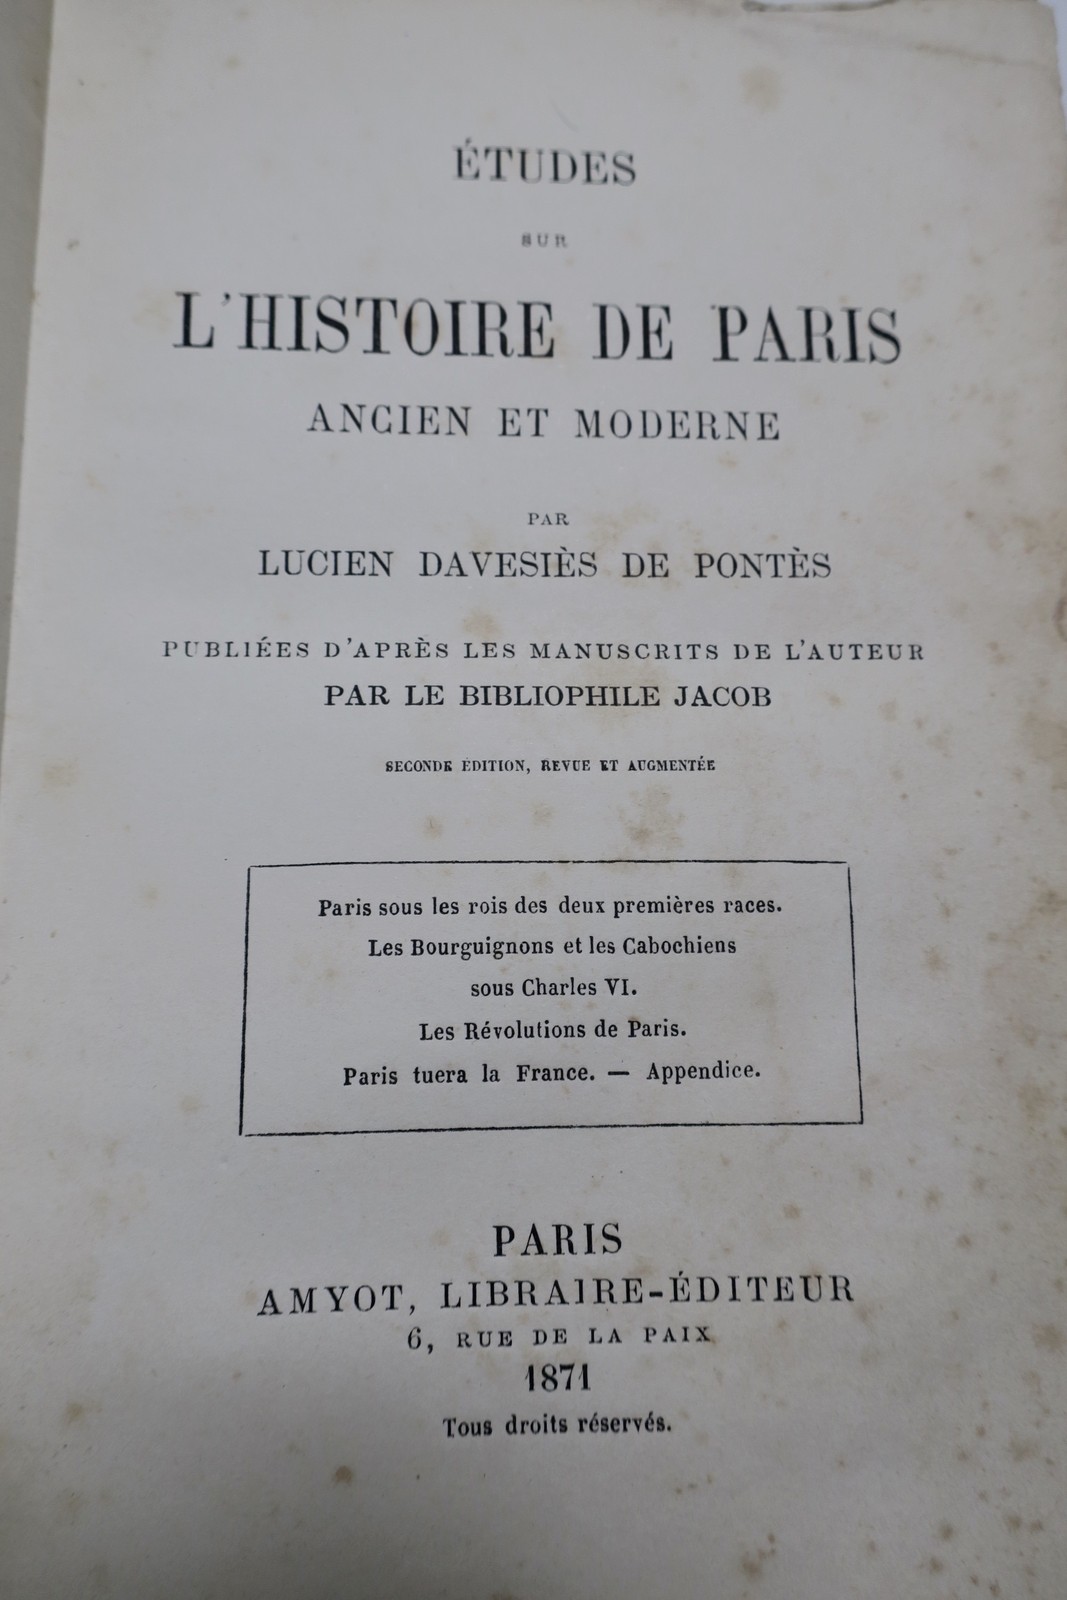 ÉTUDES
SUR
L'HISTOIRE DE PARIS
ANCIEN ET MODERNE
PAR
LUCIEN DAVESIÈS DE PONTÈS
PUBLIÉES D'APRÈS LES MANUSCRITS DE L'AUTEUR
PAR LE BIBLIOPHILE JACOB
SECONDE ÉDITION, REVUE ET AUGMENTÉE
Paris sous les rois des deux premières races.
Les Bourguignons et les Cabochiens
sous Charles VI.
Les Révolutions de Paris.
Paris tuera la France. — Appendice.
PARIS
AMYOT, LIBRAIRE-ÉDITEUR
6, RUE DE LA PAIX
1871
Tous droits réservés.